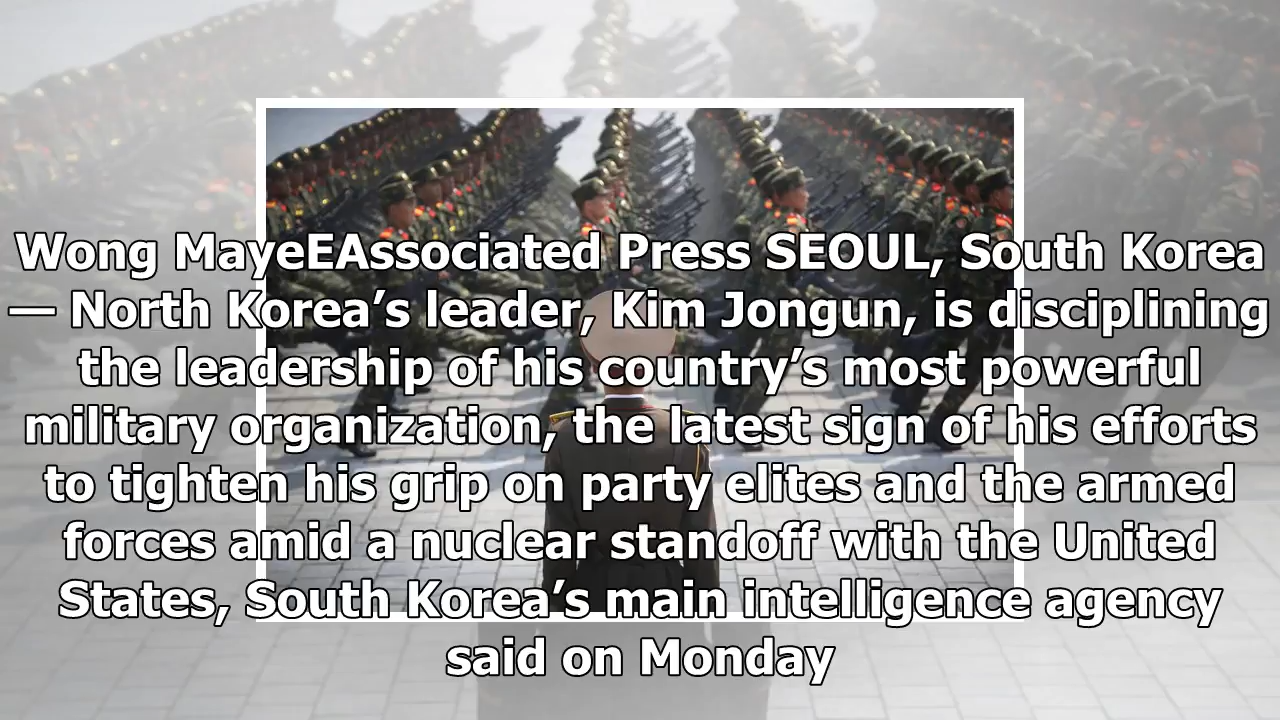 Wong MayeEAssociated Press SEOUL, South Korea
— North Korea’s leader, Kim Jongun, is disciplining
the leadership of his country’s most powerful
military organization, the latest sign of his efforts
to tighten his grip on party elites and the armed
forces amid a nuclear standoff with the United
States, South Korea’s main intelligence agency
said on Monday